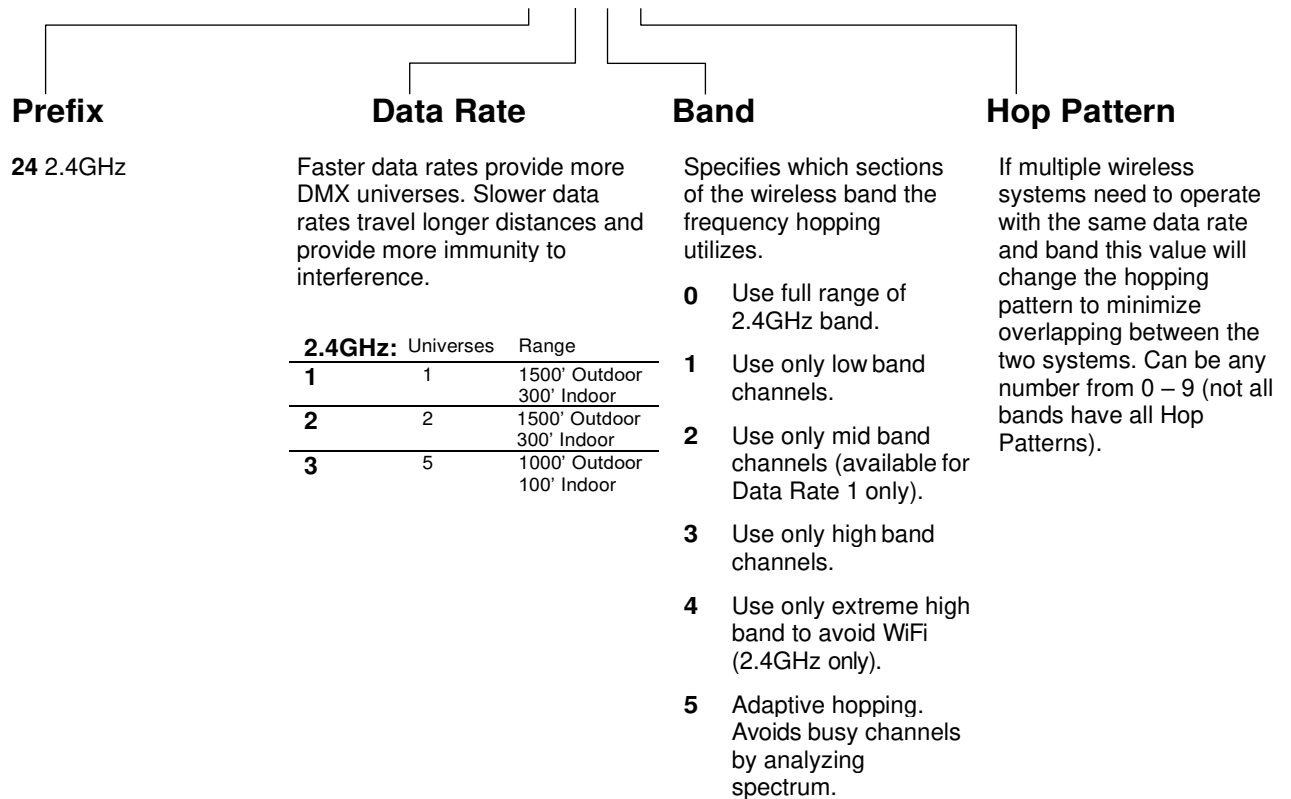 Prefix
24 2.4GHz
Data Rate
Faster data rates provide more
DMX universes. Slower data
rates travel longer distances and
provide more immunity to
interference.
2.4GHz: Universes Range
1 1 1500' Outdoor
300' Indoor
2 2 1500' Outdoor
300' Indoor
3 5 1000' Outdoor
100' Indoor
Band
Specifies which sections
of the wireless band the
frequency hopping
utilizes.
0 Use full range of
2.4GHz band.
1 Use only low band
channels.
2 Use only mid band
channels (available for
Data Rate 1 only).
3 Use only high band
channels.
4 Use only extreme high
band to avoid WiFi
(2.4GHz only).
5 Adaptive hopping.
Avoids busy channels
by analyzing
spectrum.
Hop Pattern
If multiple wireless
systems need to operate
with the same data rate
and band this value will
change the hopping
pattern to minimize
overlapping between the
two systems. Can be any
number from 0 – 9 (not all
bands have all Hop
Patterns).